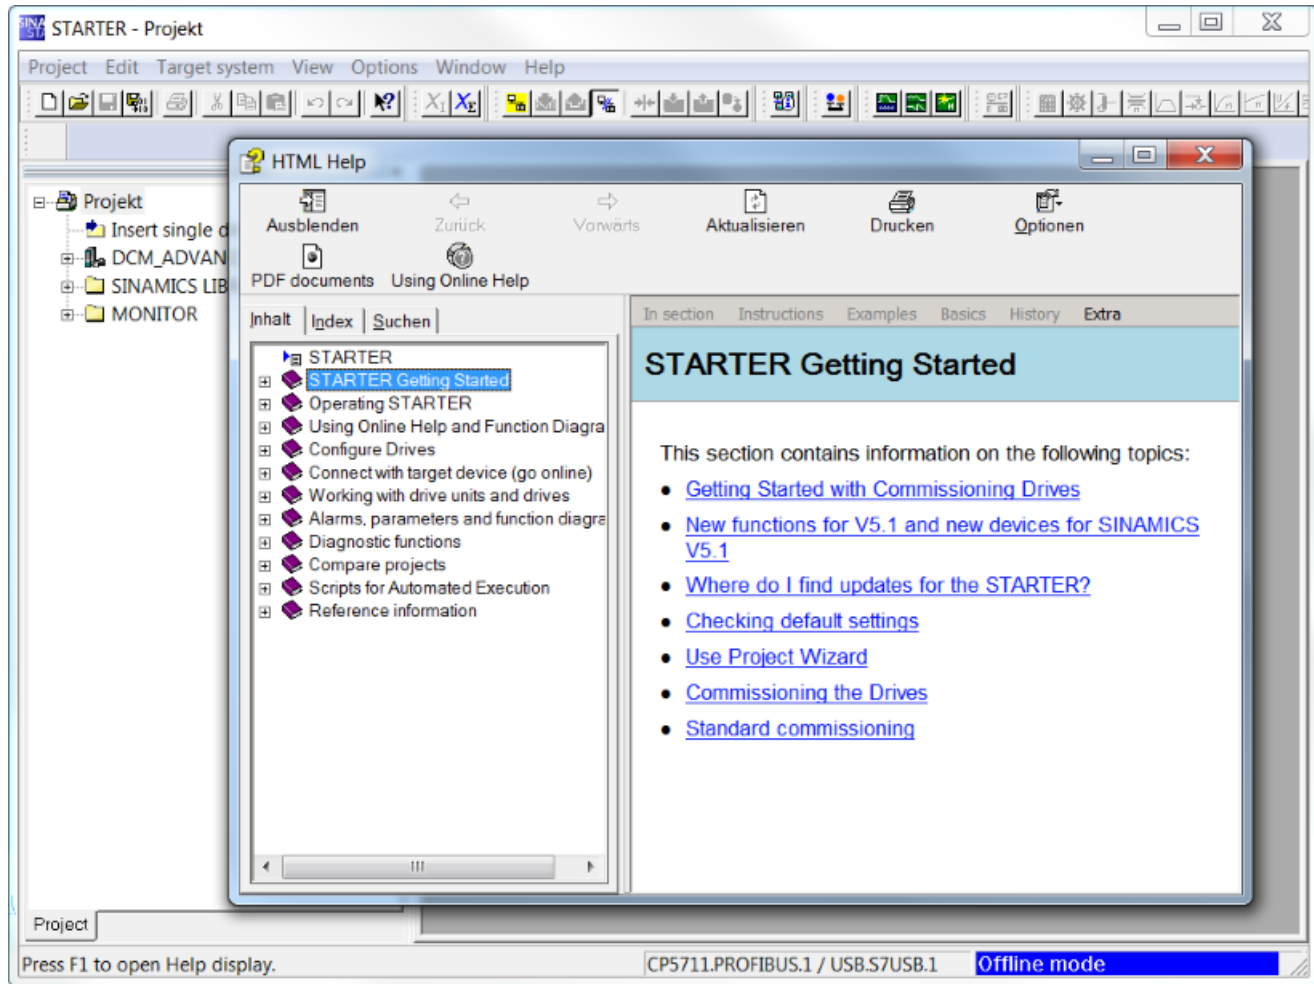 STARTER - Projekt
Project Edit Target system View Options Window Help
HTML Help
Ausblenden Zurück Vorwärts Aktualisieren Drucken Optionen
PDF documents Using Online Help
Projekt
Insert single d
DCM_ADVAN
SINAMICS LIB
MONITOR
Inhalt Index Suchen
STARTER
STARTER Getting Started
Operating STARTER
Using Online Help and Function Diagra
Configure Drives
Connect with target device (go online)
Working with drive units and drives
Alarms, parameters and function diagra
Diagnostic functions
Compare projects
Scripts for Automated Execution
Reference information
In section Instructions Examples Basics History Extra
STARTER Getting Started
This section contains information on the following topics:
Getting Started with Commissioning Drives
New functions for V5.1 and new devices for SINAMICS
V5.1
Where do I find updates for the STARTER?
Checking default settings
Use Project Wizard
Commissioning the Drives
Standard commissioning
Project
Press F1 to open Help display. CP5711.PROFIBUS.1 / USB.S7USB.1 Offline mode